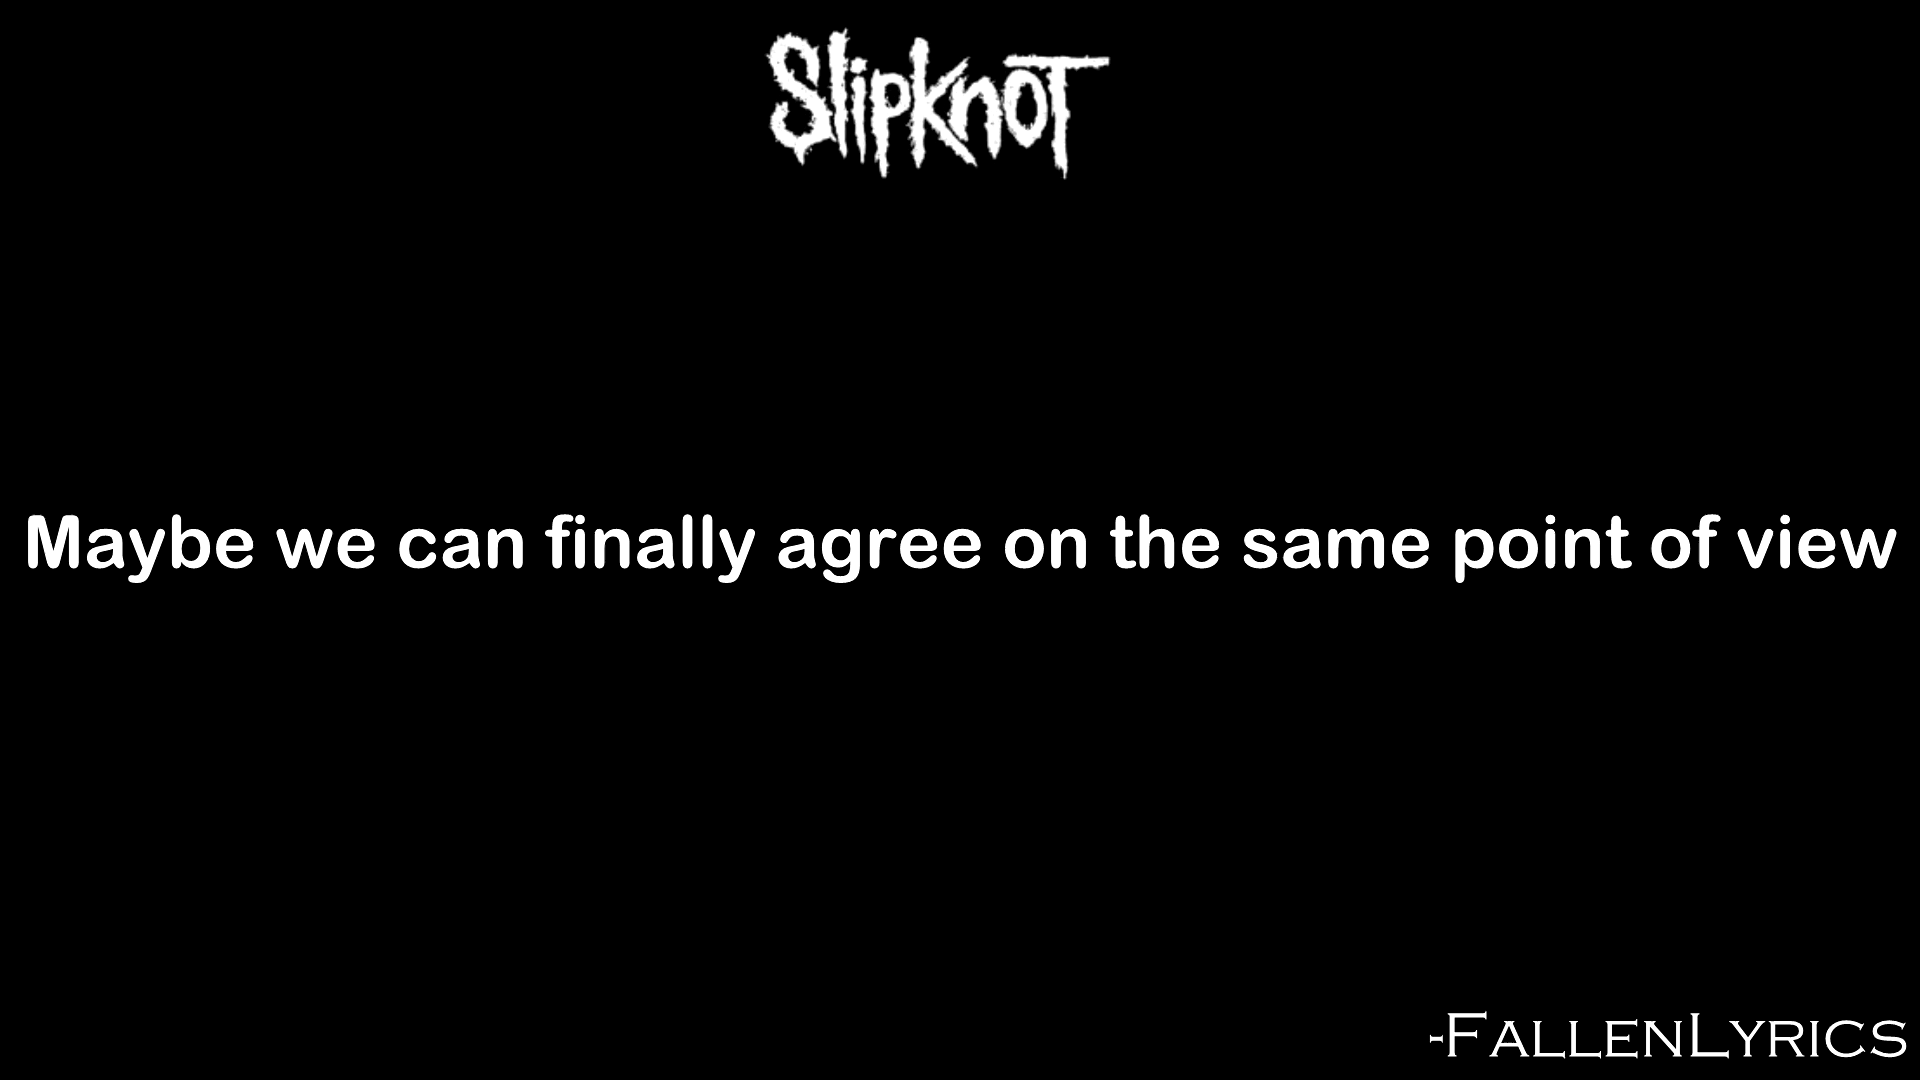 Slipknot
Maybe we can finally agree on the same point of view
-FallenLyrics